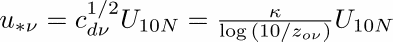 $u_{*\nu} = c_{d\nu}^{1/2} U_{10N} = \frac{\kappa}{\log(10/z_{o\nu})} U_{10N}$